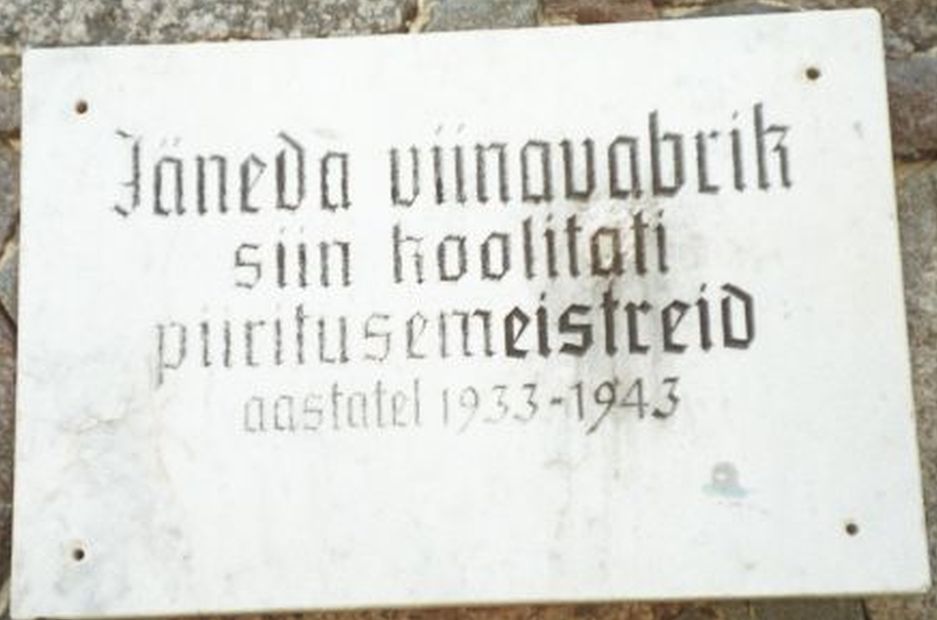 Jäneda viinavabrik
siin koolitati
piiritusemeistreid
aastatel 1933-1943